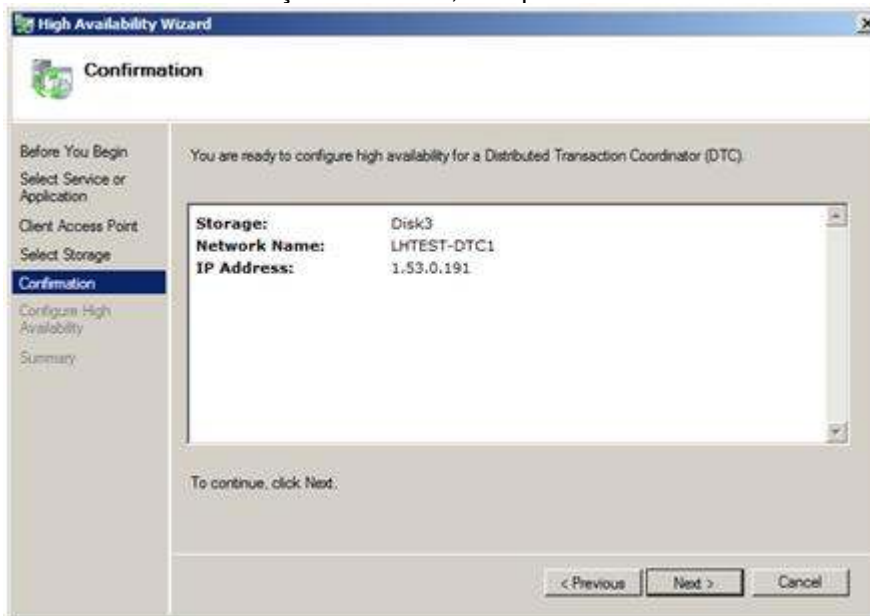 High Availability Wizard
Confirmation
Before You Begin
Select Service or
Application
Client Access Point
Select Storage
Confirmation
Configure High
Availability
Summary
You are ready to configure high availability for a Distributed Transaction Coordinator (DTC).
Storage: Disk3
Network Name: LHTEST-DTC1
IP Address: 1.53.0.191
To continue, click Next.
< Previous Next > Cancel